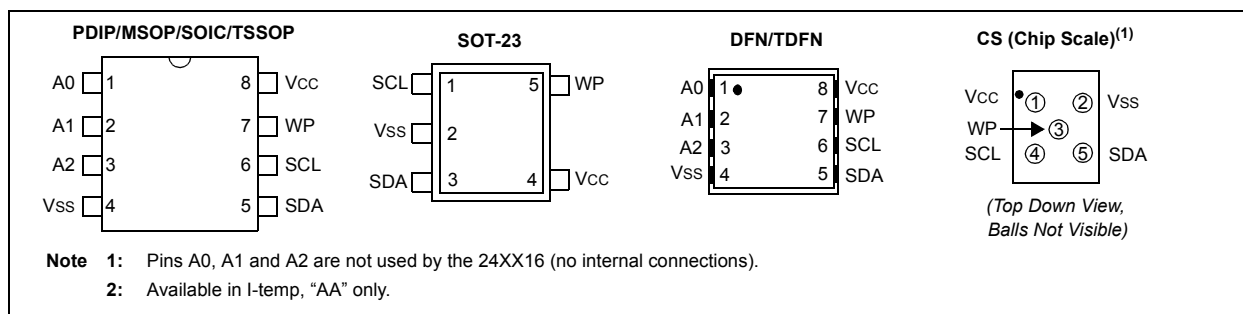 PDIP/MSOP/SOIC/TSSOP
A0 1 8 VCC
A1 2 7 WP
A2 3 6 SCL
VSS 4 5 SDA
SOT-23
SCL 1 5 WP
VSS 2
SDA 3 4 VCC
DFN/TDFN
A0 1 8 VCC
A1 2 7 WP
A2 3 6 SCL
VSS 4 5 SDA
CS (Chip Scale)(1)
VCC 1 2 VSS
WP 3
SCL 4 5 SDA
(Top Down View,
Balls Not Visible)
Note 1: Pins A0, A1 and A2 are not used by the 24XX16 (no internal connections).
2: Available in I-temp, “AA” only.